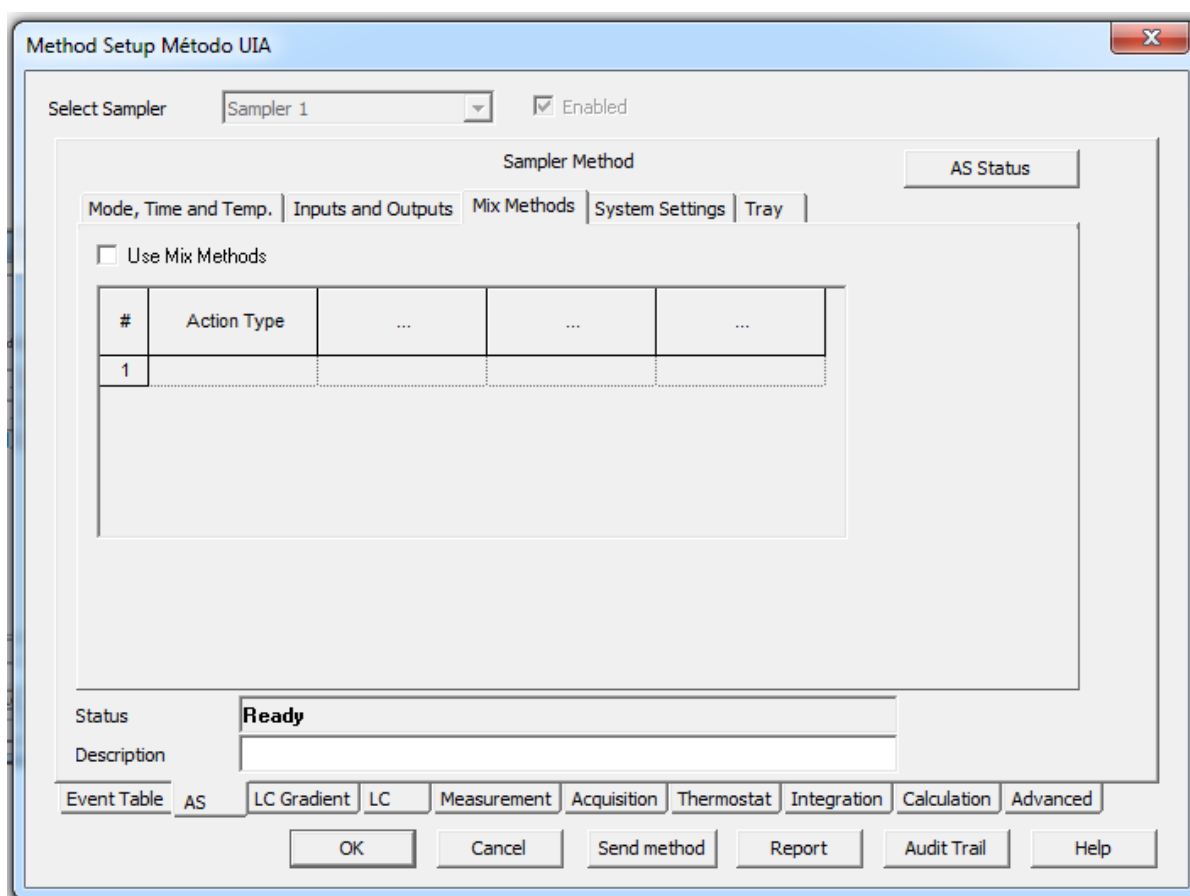 Method Setup Método UIA
Select Sampler Sampler 1 Enabled
Sampler Method AS Status
Mode, Time and Temp. Inputs and Outputs Mix Methods System Settings Tray
Use Mix Methods
# Action Type ... ... ...
1
Status Ready
Description
Event Table AS LC Gradient LC Measurement Acquisition Thermostat Integration Calculation Advanced
OK Cancel Send method Report Audit Trail Help